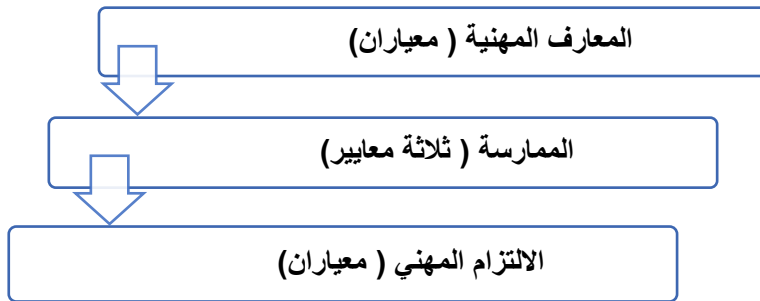 المعارف المهنية ( معياران)
الممارسة ( ثلاثة معايير)
الالتزام المهني ( معياران)